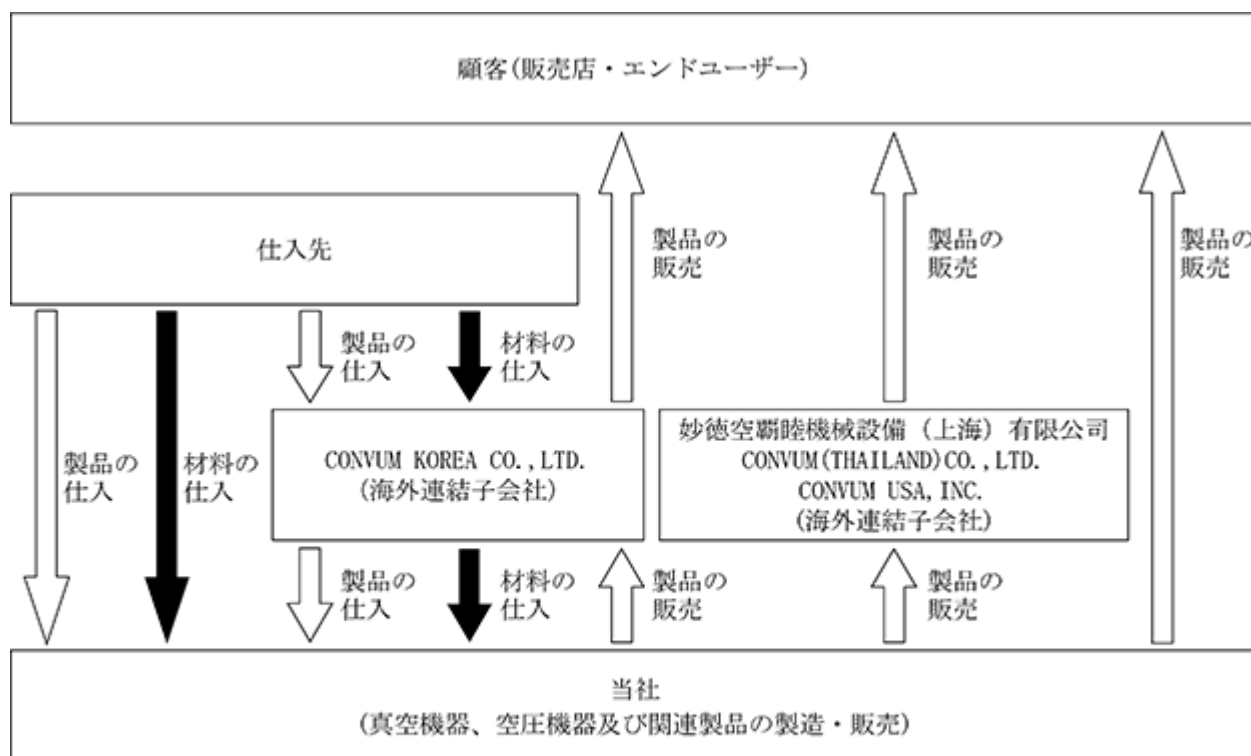 顧客(販売店・エンドユーザー)
仕入先
製品の
販売
製品の
販売
製品の
販売
製品の
仕入
材料の
仕入
製品の
仕入
材料の
仕入
CONVUM KOREA CO.,LTD.
(海外連結子会社)
妙徳空覇睦機械設備（上海）有限公司
CONVUM(THAILAND)CO.,LTD.
CONVUM USA,INC.
(海外連結子会社)
製品の
仕入
材料の
仕入
製品の
販売
製品の
販売
当社
(真空機器、空圧機器及び関連製品の製造・販売)